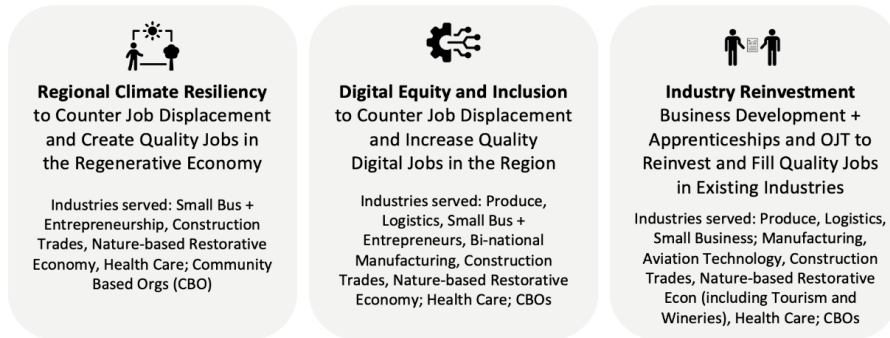 Regional Climate Resiliency
to Counter Job Displacement
and Create Quality Jobs in
the Regenerative Economy
Industries served: Small Bus +
Entrepreneurship, Construction
Trades, Nature-based Restorative
Economy, Health Care; Community
Based Orgs (CBO)
Digital Equity and Inclusion
to Counter Job Displacement
and Increase Quality
Digital Jobs in the Region
Industries served: Produce,
Logistics, Small Bus +
Entrepreneurs, Bi-national
Manufacturing, Construction
Trades, Nature-based Restorative
Economy; Health Care; CBOs
Industry Reinvestment
Business Development +
Apprenticeships and OJT to
Reinvest and Fill Quality Jobs
in Existing Industries
Industries served: Produce, Logistics,
Small Business; Manufacturing,
Aviation Technology, Construction
Trades, Nature-based Restorative
Econ (including Tourism and
Wineries), Health Care; CBOs